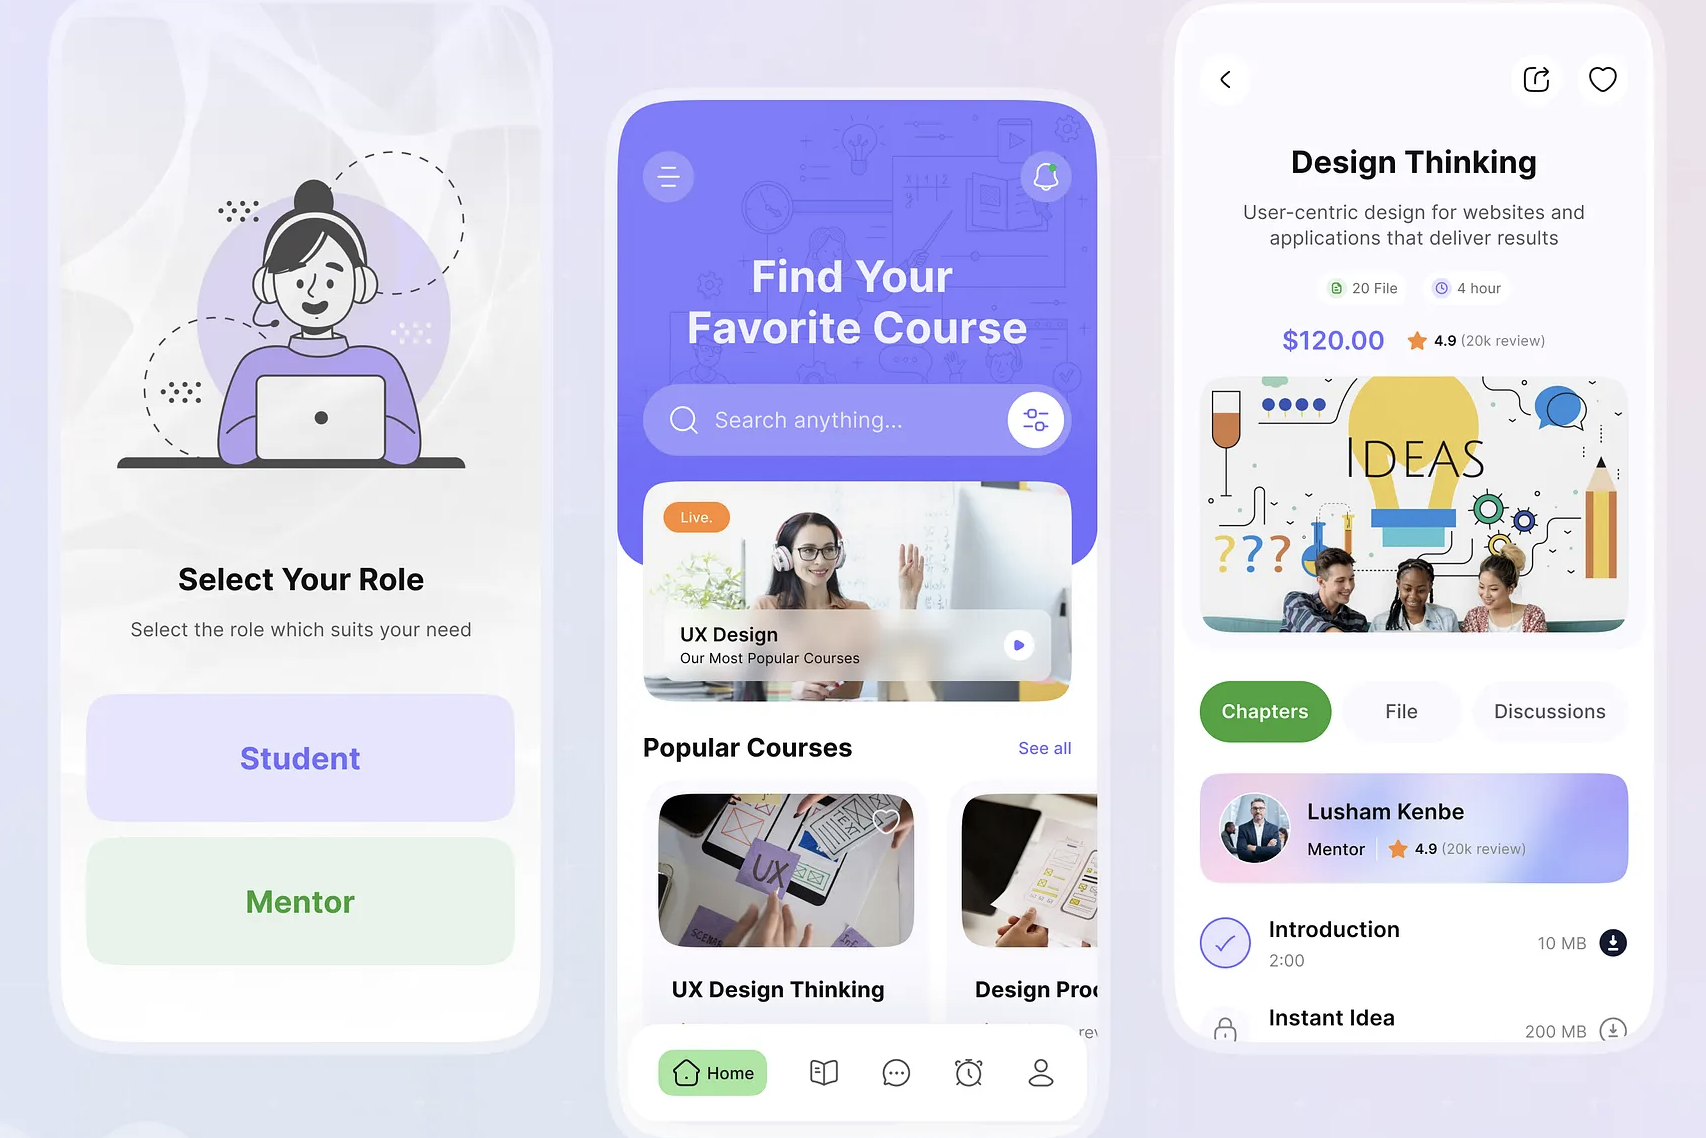 Select Your Role
Select the role which suits your need
Student
Mentor
Find Your
Favorite Course
Search anything...
Live.
UX Design
Our Most Popular Courses
Popular Courses
See all
TEXT
UX
UX Design Thinking
Design Proc
rev
Home
Design Thinking
User-centric design for websites and
applications that deliver results
20 File
4 hour
$120.00
4.9 (20k review)
IDEAS
???
Chapters
File
Discussions
Lusham Kenbe
Mentor
4.9 (20k review)
Introduction
2:00
10 MB
Instant Idea
200 MB